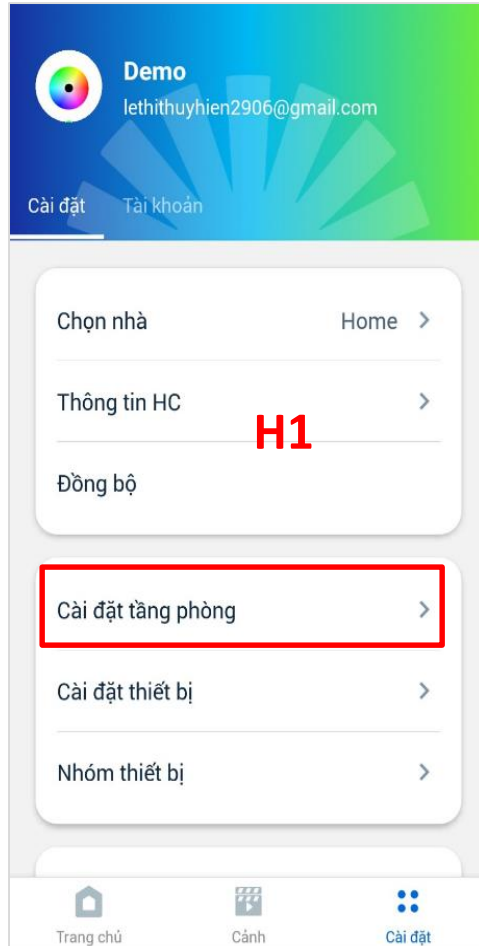 Demo
lethithuyhien2906@gmail.com
Cài đặt Tài khoản
Chọn nhà Home
Thông tin HC
H1
Đồng bộ
Cài đặt tầng phòng
Cài đặt thiết bị
Nhóm thiết bị
Trang chủ Cảnh Cài đặt